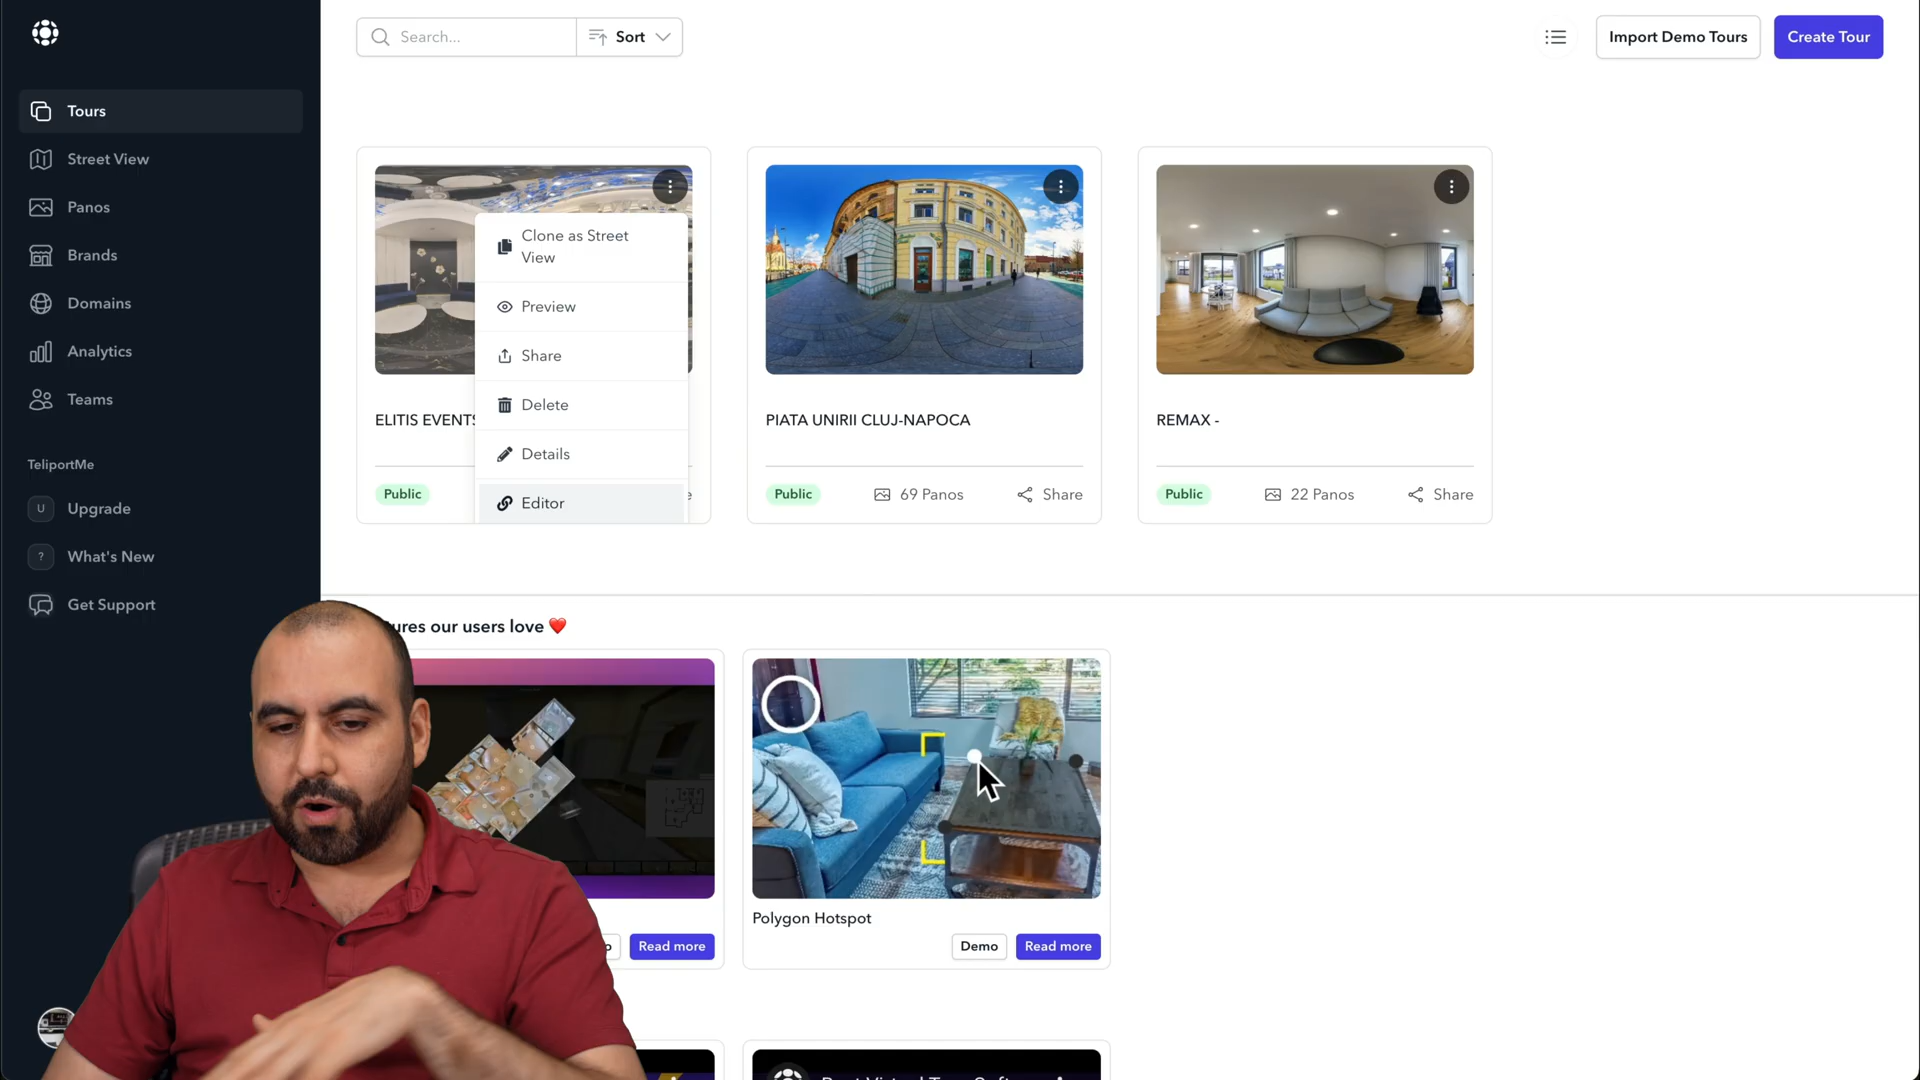 Search...
Sort
Import Demo Tours
Create Tour
Tours
Street View
Panos
Brands
Domains
Analytics
Teams
TeliportMe
U
Upgrade
?
What's New
Get Support
Clone as Street
View
Preview
Share
Delete
Details
Editor
ELITIS EVENTS
Public
PIATA UNIRII CLUJ-NAPOCA
Public
69 Panos
Share
REMAX -
Public
22 Panos
Share
ures our users love ❤️
Read more
Polygon Hotspot
Demo
Read more